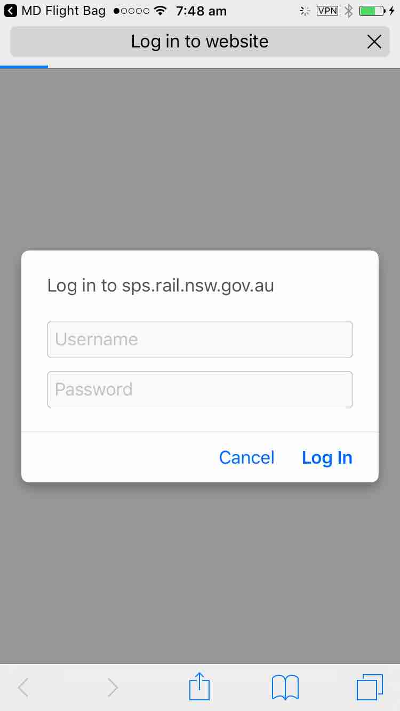 MD Flight Bag 7:48 am VPN
Log in to website
Log in to sps.rail.nsw.gov.au
Username
Password
Cancel Log In